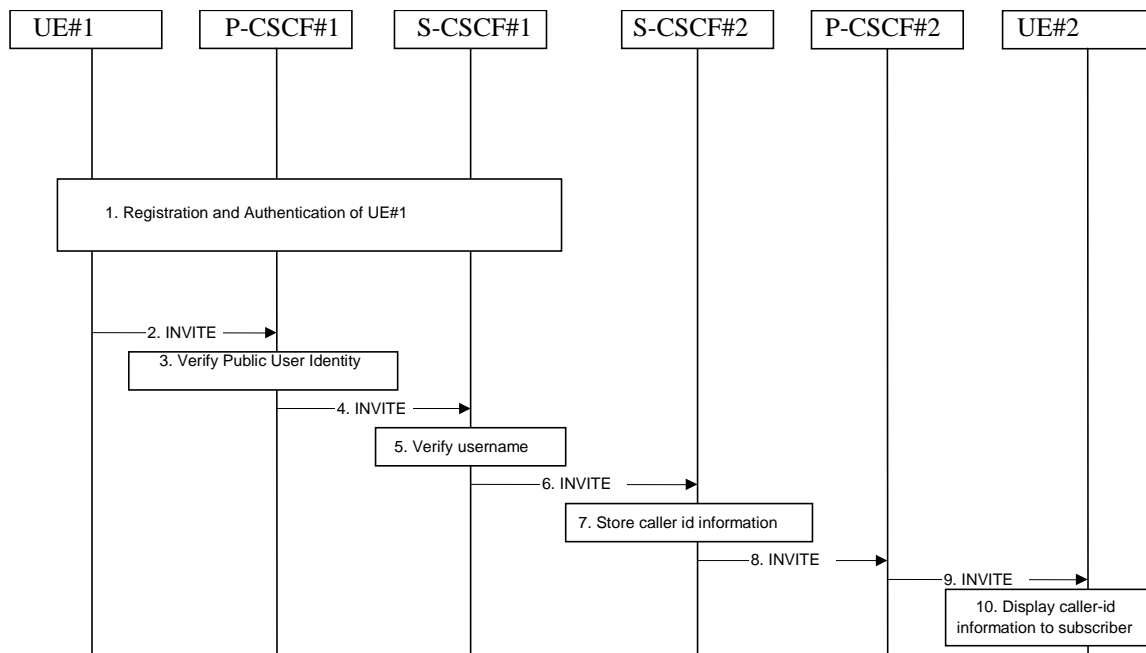 UE#1
P-CSCF#1
S-CSCF#1
S-CSCF#2
P-CSCF#2
UE#2
1. Registration and Authentication of UE#1
2. INVITE
3. Verify Public User Identity
4. INVITE
5. Verify username
6. INVITE
7. Store caller id information
8. INVITE
9. INVITE
10. Display caller-id
information to subscriber